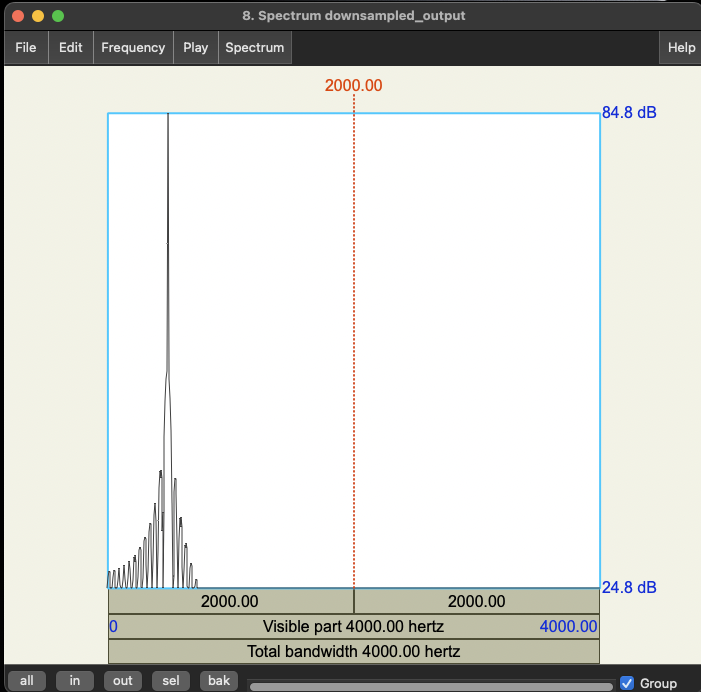 8. Spectrum downsampled_output
File Edit Frequency Play Spectrum Help
2000.00
84.8 dB
24.8 dB
2000.00 2000.00
0 Visible part 4000.00 hertz 4000.00
Total bandwidth 4000.00 hertz
all in out sel bak Group